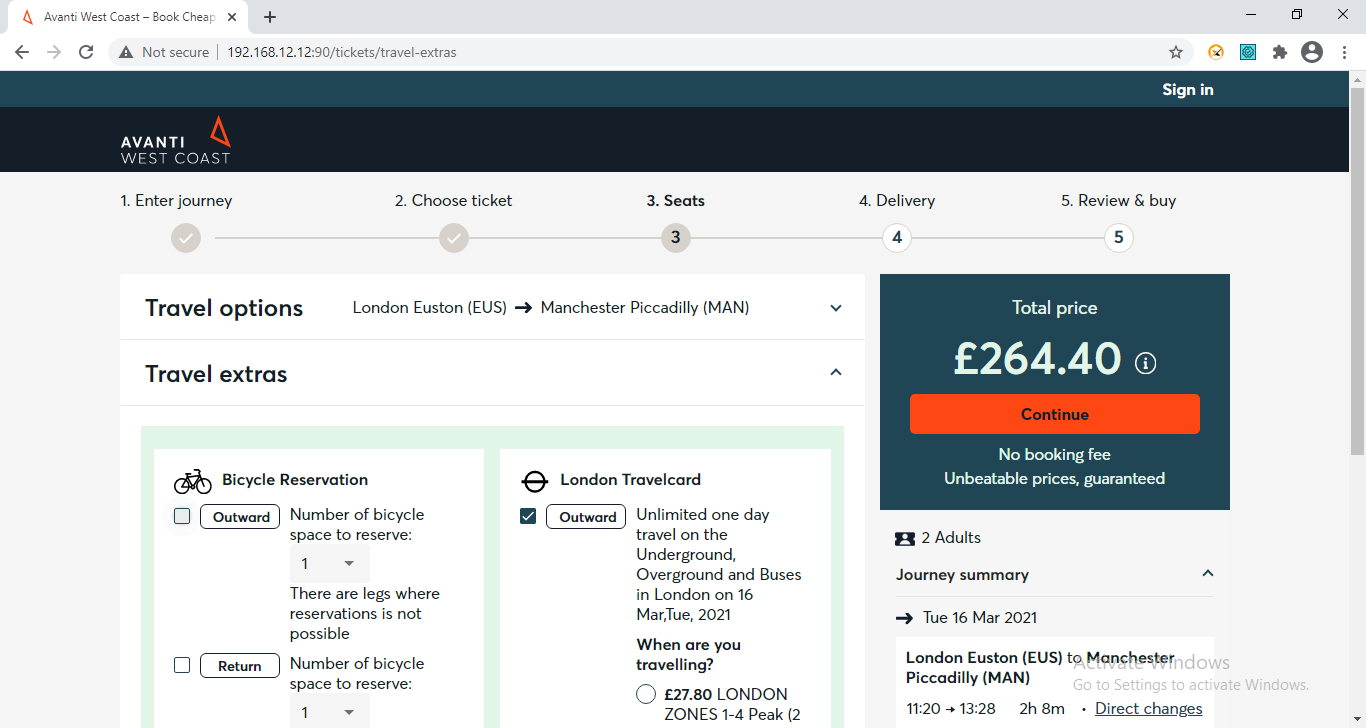 Avanti West Coast – Book Cheap
Not secure
192.168.12.12:90/tickets/travel-extras
Sign in
AVANTI
WEST COAST
1. Enter journey
2. Choose ticket
3. Seats
4. Delivery
5. Review & buy
3
4
5
Travel options
London Euston (EUS) → Manchester Piccadilly (MAN)
Travel extras
Bicycle Reservation
Outward
Number of bicycle
space to reserve:
1
There are legs where
reservations is not
possible
Return
Number of bicycle
space to reserve:
1
London Travelcard
Outward
Unlimited one day
travel on the
Underground,
Overground and Buses
in London on 16
Mar,Tue, 2021
When are you
travelling?
£27.80 LONDON
ZONES 1-4 Peak (2
Total price
£264.40
Continue
No booking fee
Unbeatable prices, guaranteed
2 Adults
Journey summary
→ Tue 16 Mar 2021
London Euston (EUS) to Manchester
Piccadilly (MAN)
11:20 → 13:28 2h 8m · Direct changes
Activate Windows
Go to Settings to activate Windows.